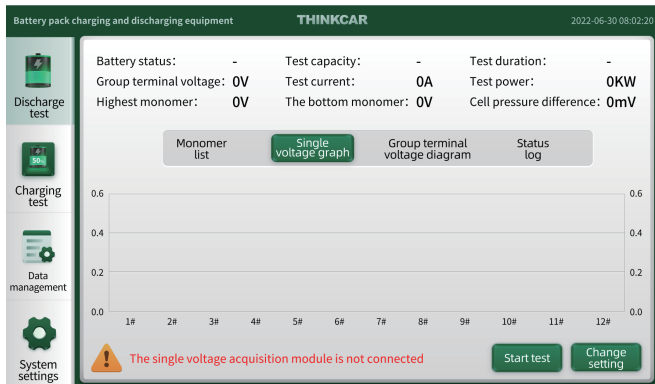 Battery pack charging and discharging equipment THINKCAR 2022-06-30 08:02:20
Battery status: - Test capacity: - Test duration: -
Group terminal voltage: 0V Test current: 0A Test power: 0KW
Highest monomer: 0V The bottom monomer: 0V Cell pressure difference: 0mV
Discharge
test
50%
Charging
test
Data
management
System
settings
Monomer
list
Single
voltage graph
Group terminal
voltage diagram
Status
log
0.6 0.6
0.4 0.4
0.2 0.2
0.0 0.0
1# 2# 3# 4# 5# 6# 7# 8# 9# 10# 11# 12#
The single voltage acquisition module is not connected
Start test
Change
setting